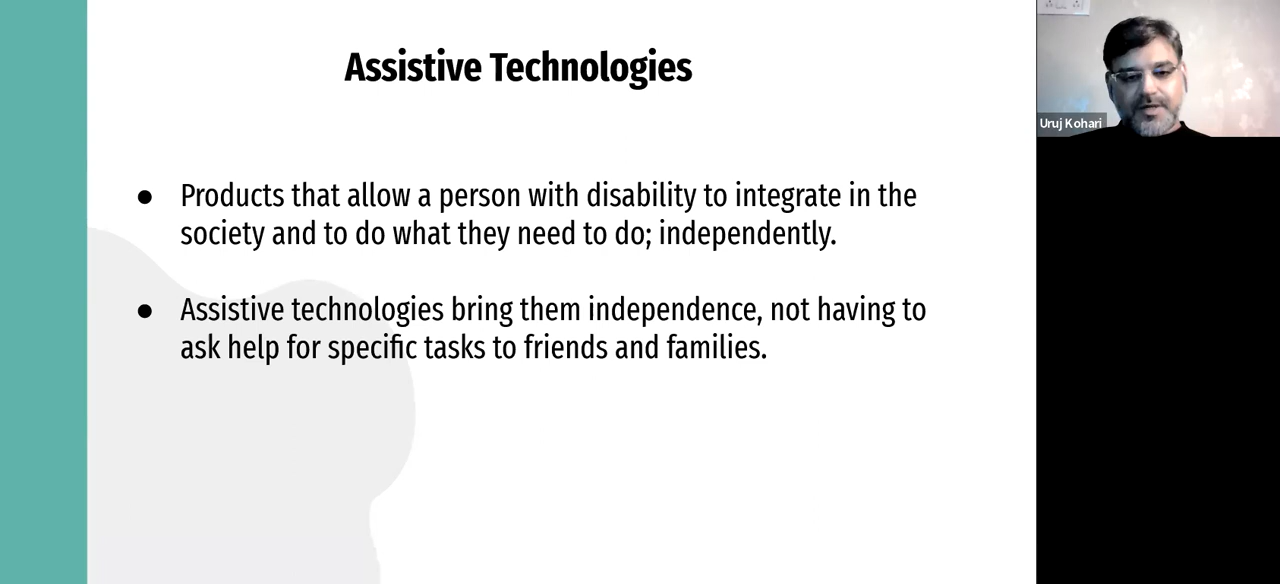 Assistive Technologies
● Products that allow a person with disability to integrate in the
society and to do what they need to do; independently.
● Assistive technologies bring them independence, not having to
ask help for specific tasks to friends and families.
Uruj Kohari